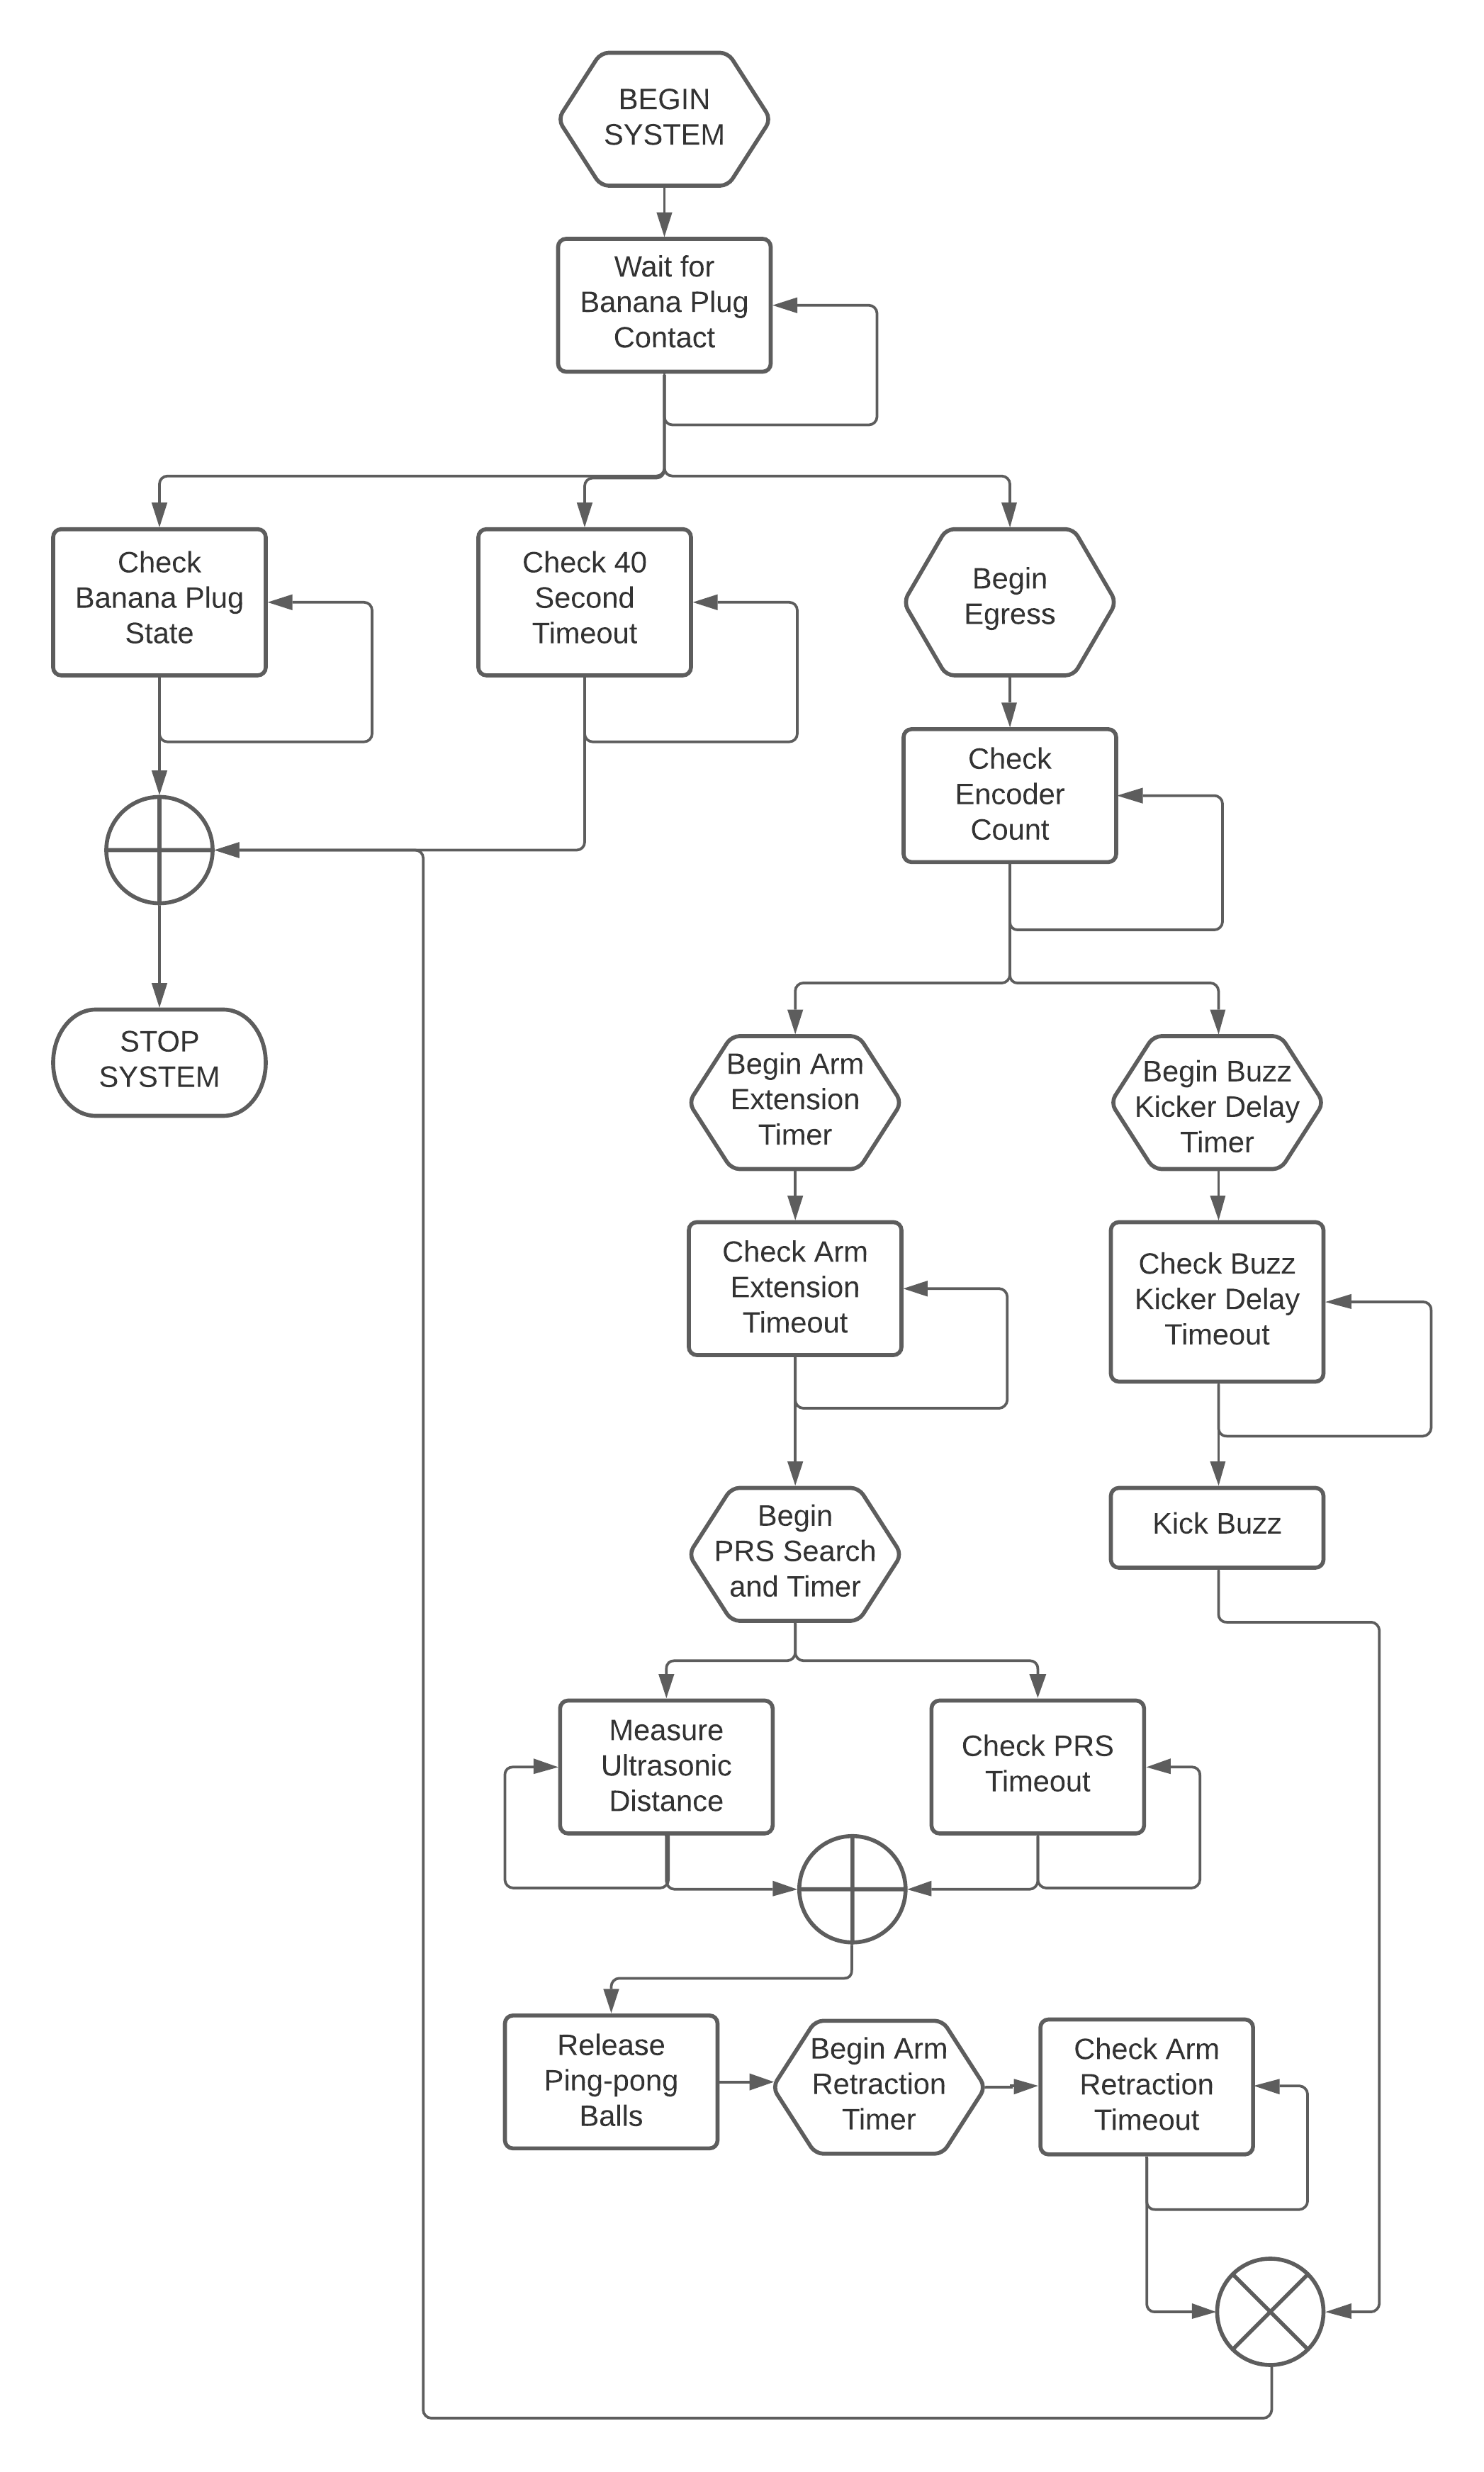 BEGIN
SYSTEM
Wait for
Banana Plug
Contact
Check
Banana Plug
State
Check 40
Second
Timeout
Begin
Egress
Check
Encoder
Count
STOP
SYSTEM
Begin Arm
Extension
Timer
Begin Buzz
Kicker Delay
Timer
Check Arm
Extension
Timeout
Check Buzz
Kicker Delay
Timeout
Begin
PRS Search
and Timer
Kick Buzz
Measure
Ultrasonic
Distance
Check PRS
Timeout
Release
Ping-pong
Balls
Begin Arm
Retraction
Timer
Check Arm
Retraction
Timeout